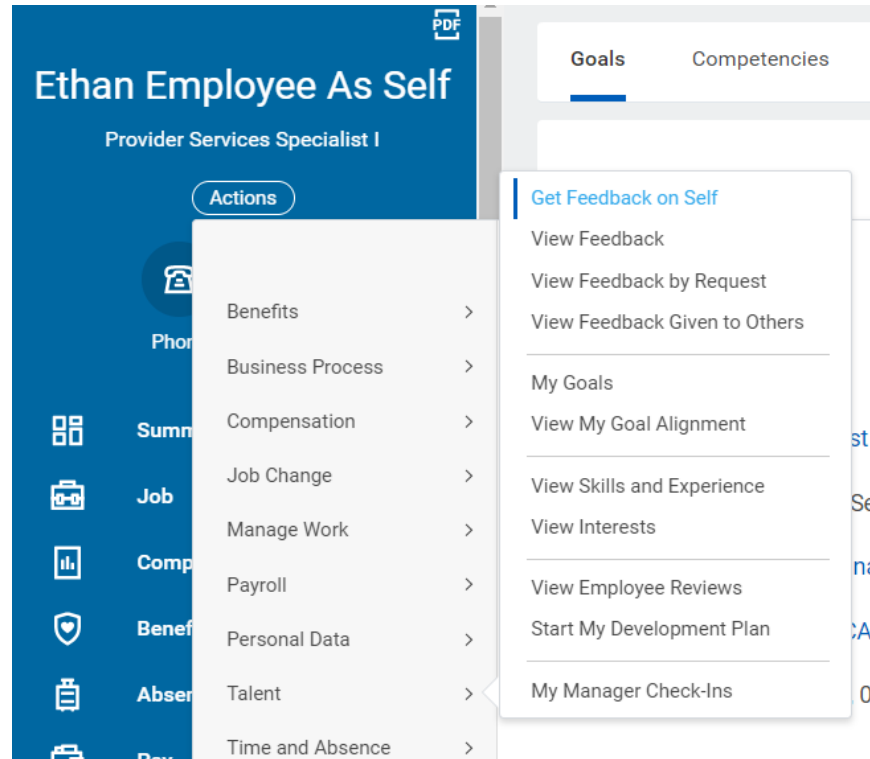 PDF
Ethan Employee As Self
Provider Services Specialist I
Actions
Goals Competencies
Benefits
Business Process
Compensation
Job Change
Manage Work
Payroll
Personal Data
Talent
Time and Absence
Get Feedback on Self
View Feedback
View Feedback by Request
View Feedback Given to Others
My Goals
View My Goal Alignment
View Skills and Experience
View Interests
View Employee Reviews
Start My Development Plan
My Manager Check-Ins
Job